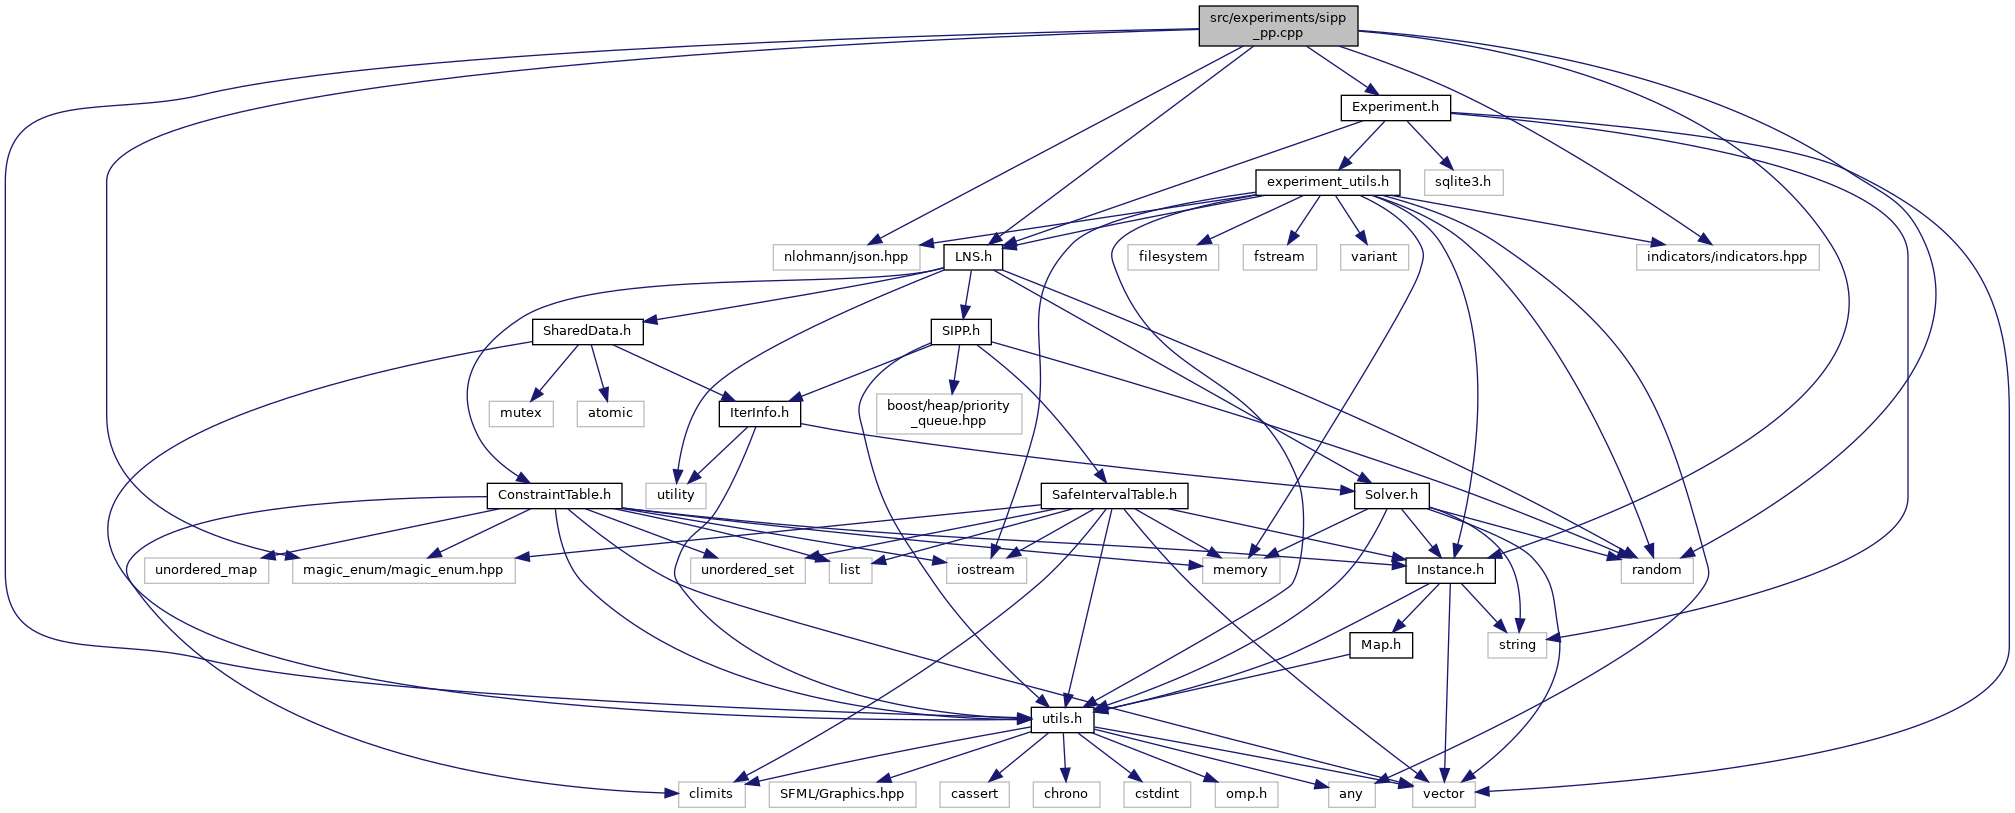 src/experiments/sipp
_pp.cpp
Experiment.h
experiment_utils.h
sqlite3.h
nlohmann/json.hpp
LNS.h
filesystem
fstream
variant
indicators/indicators.hpp
SharedData.h
SIPP.h
mutex
atomic
IterInfo.h
boost/heap/priority
_queue.hpp
ConstraintTable.h
utility
SafeIntervalTable.h
Solver.h
unordered_map
magic_enum/magic_enum.hpp
unordered_set
list
iostream
memory
Instance.h
random
Map.h
string
utils.h
climits
SFML/Graphics.hpp
cassert
chrono
cstdint
omp.h
any
vector